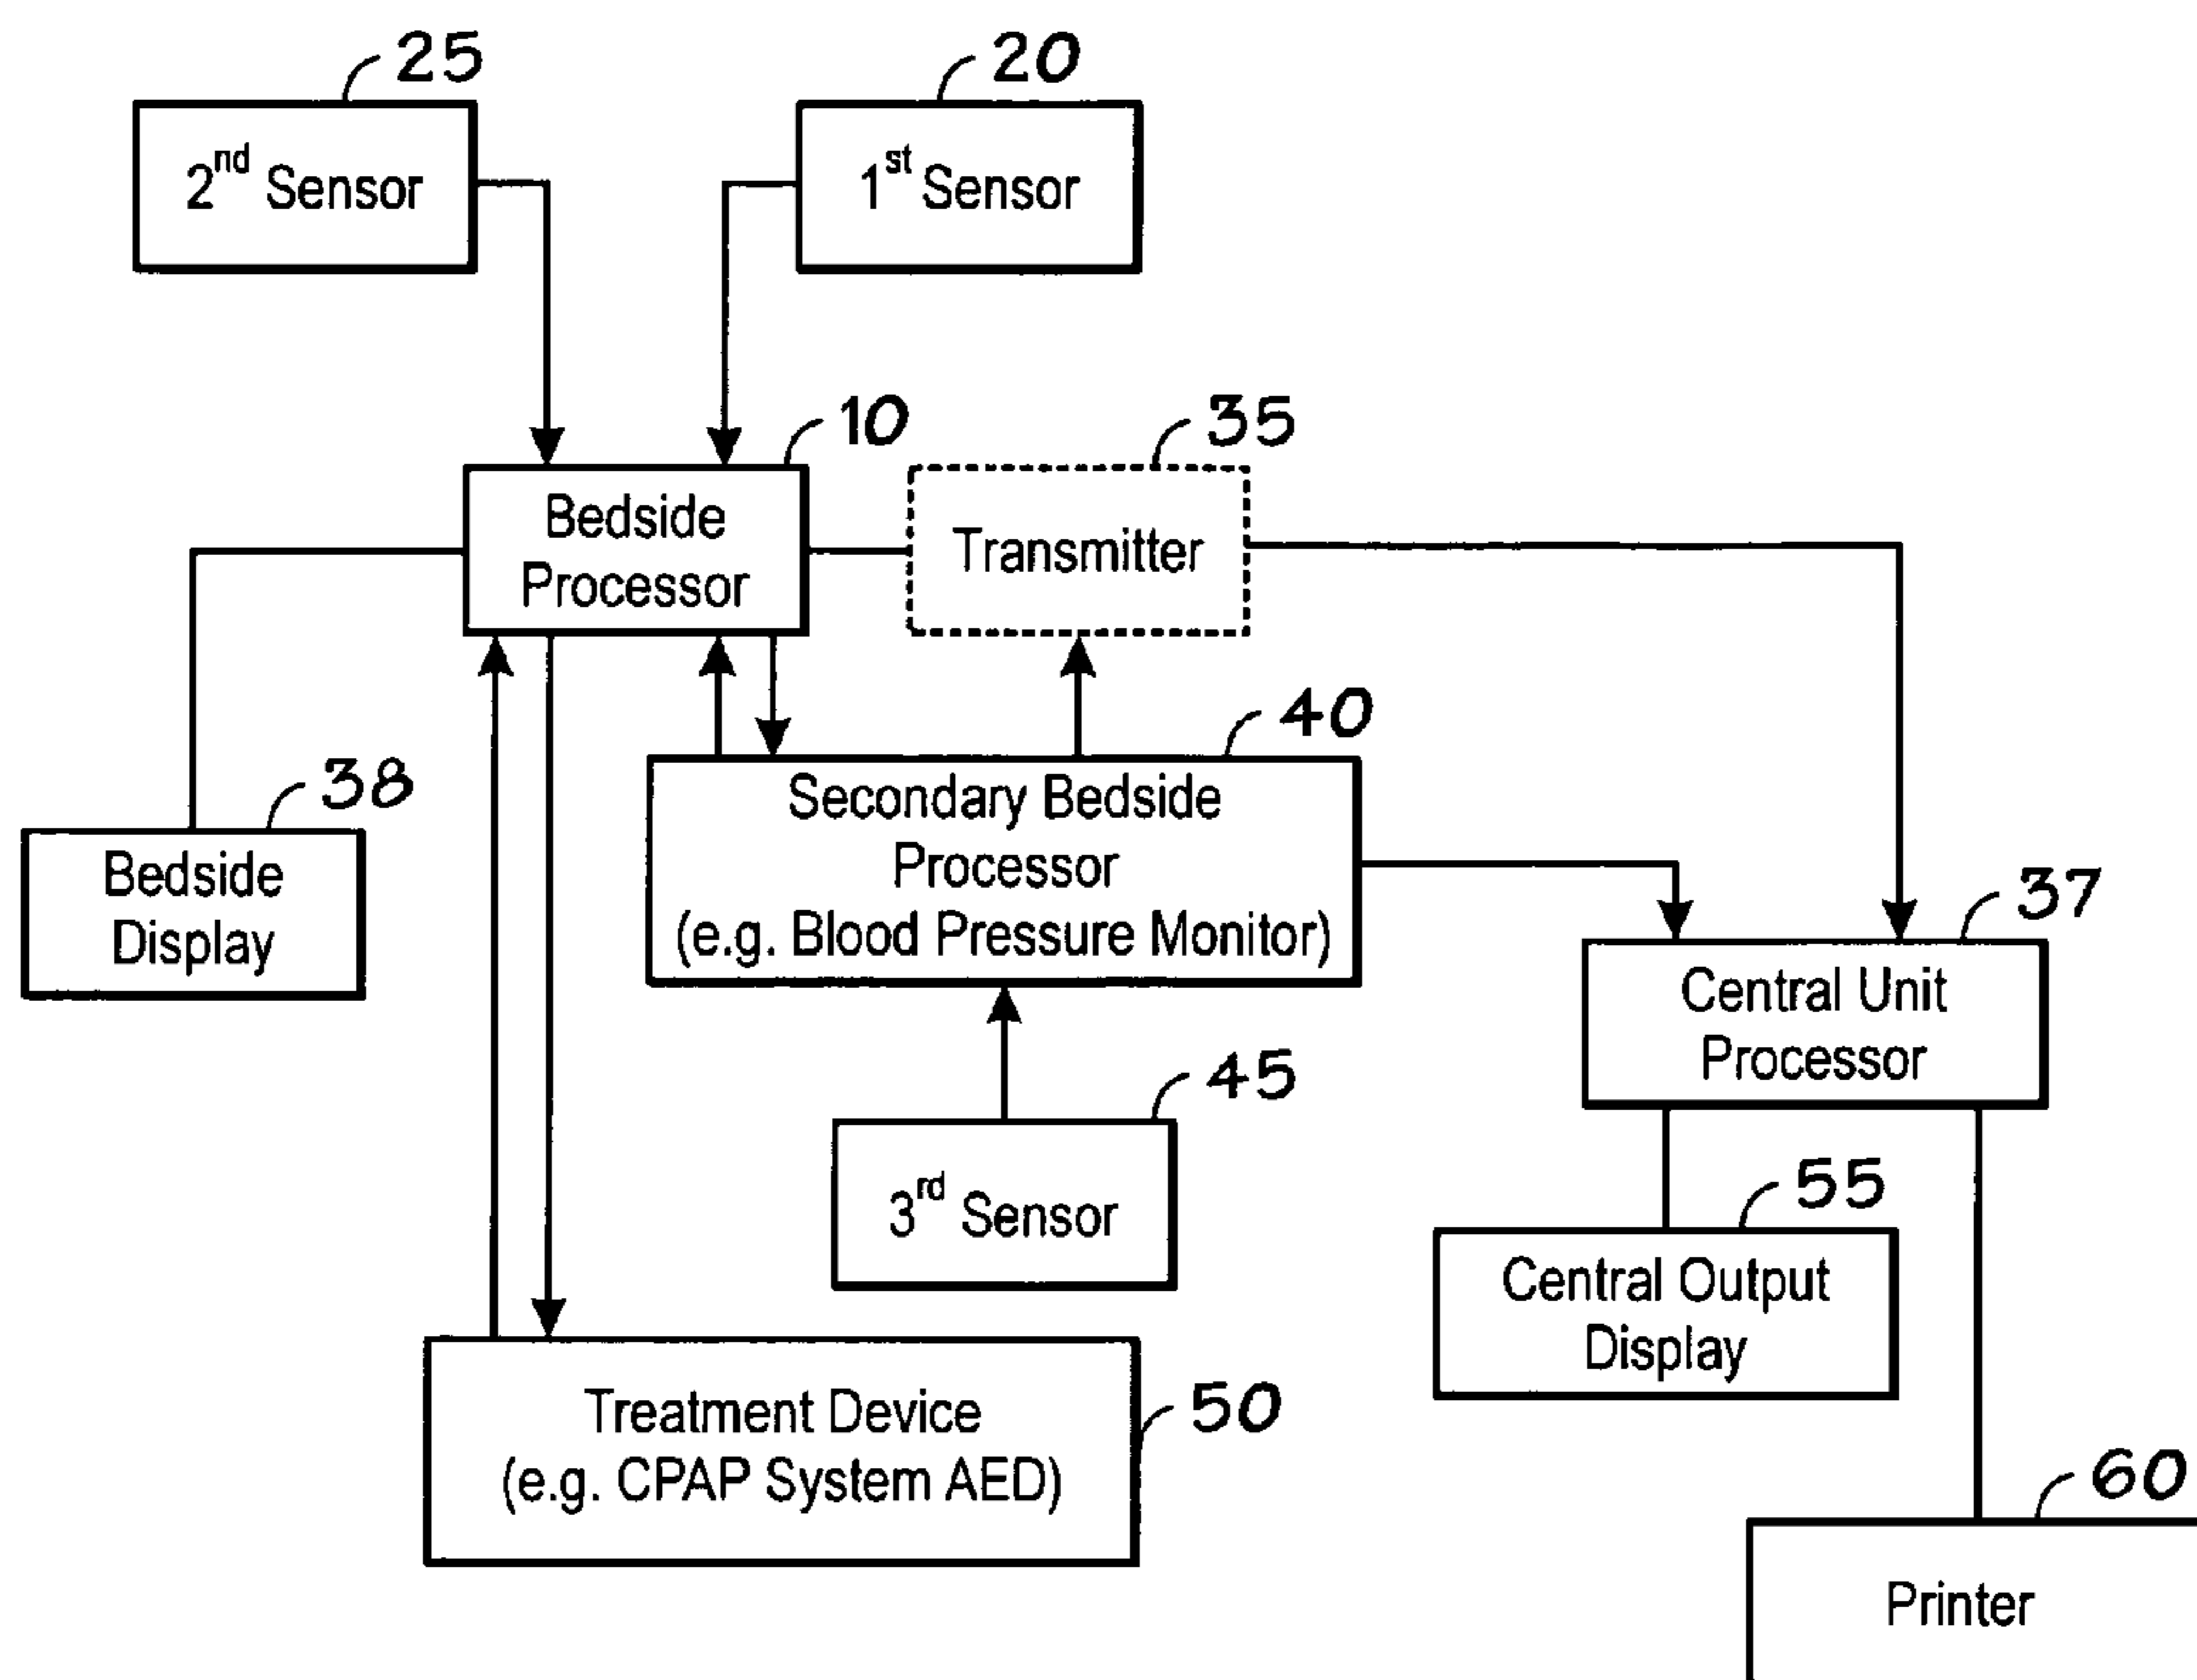 25
20
2nd Sensor
1st Sensor
10
35
Bedside
Processor
Transmitter
40
38
Secondary Bedside
Processor
(e.g. Blood Pressure Monitor)
Bedside
Display
37
Central Unit
Processor
45
3rd Sensor
55
Central Output
Display
50
Treatment Device
(e.g. CPAP System AED)
60
Printer